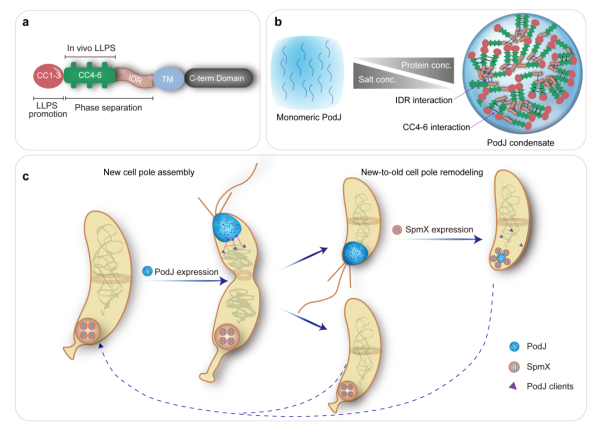 a
In vivo LLPS
CC1-3
CC4-6
IDR
TM
C-term Domain
LLPS
promotion
Phase separation
b
Protein conc.
Salt conc.
Monomeric PodJ
IDR interaction
CC4-6 interaction
PodJ condensate
c
New cell pole assembly
New-to-old cell pole remodeling
PodJ expression
SpmX expression
PodJ
SpmX
PodJ clients